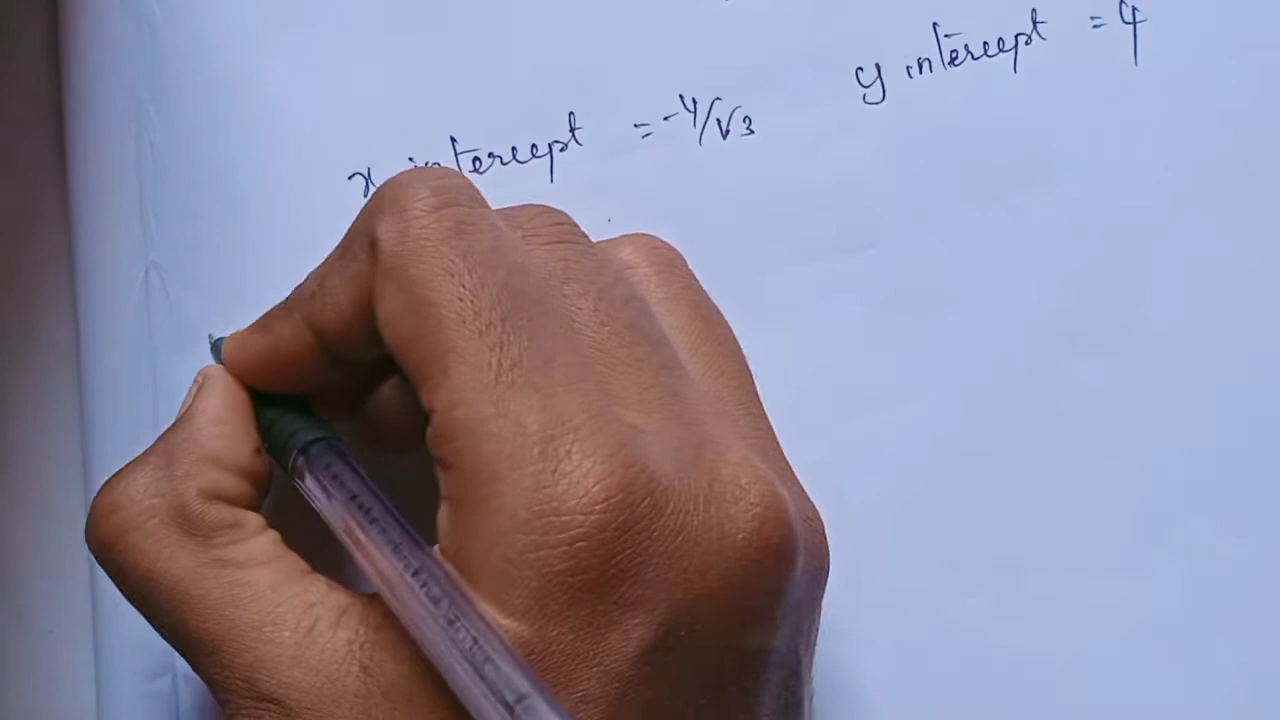 y intercept = 4
x intercept = -4/√3